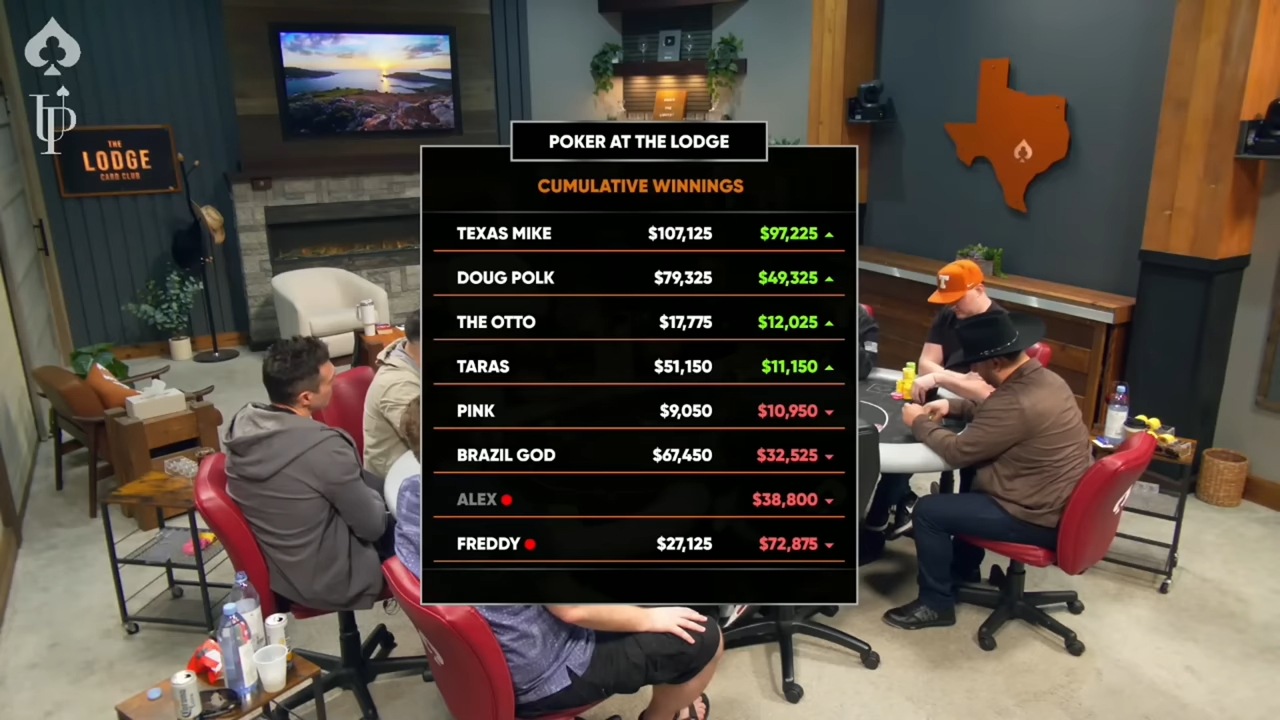 UP
THE
LODGE
CARD CLUB
POKER AT THE LODGE
CUMULATIVE WINNINGS
TEXAS MIKE $107,125 $97,225
DOUG POLK $79,325 $49,325
THE OTTO $17,775 $12,025
TARAS $51,150 $11,150
PINK $9,050 $10,950
BRAZIL GOD $67,450 $32,525
ALEX $38,800
FREDDY $27,125 $72,875
T